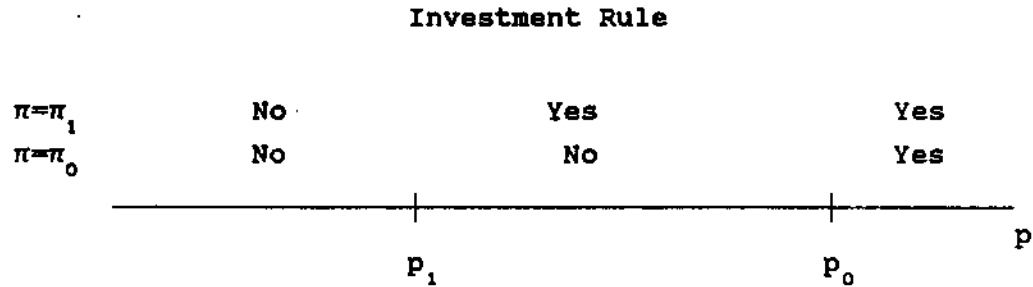 Investment Rule
π=π₁ No Yes Yes
π=π₀ No No Yes
p
p₁ p₀